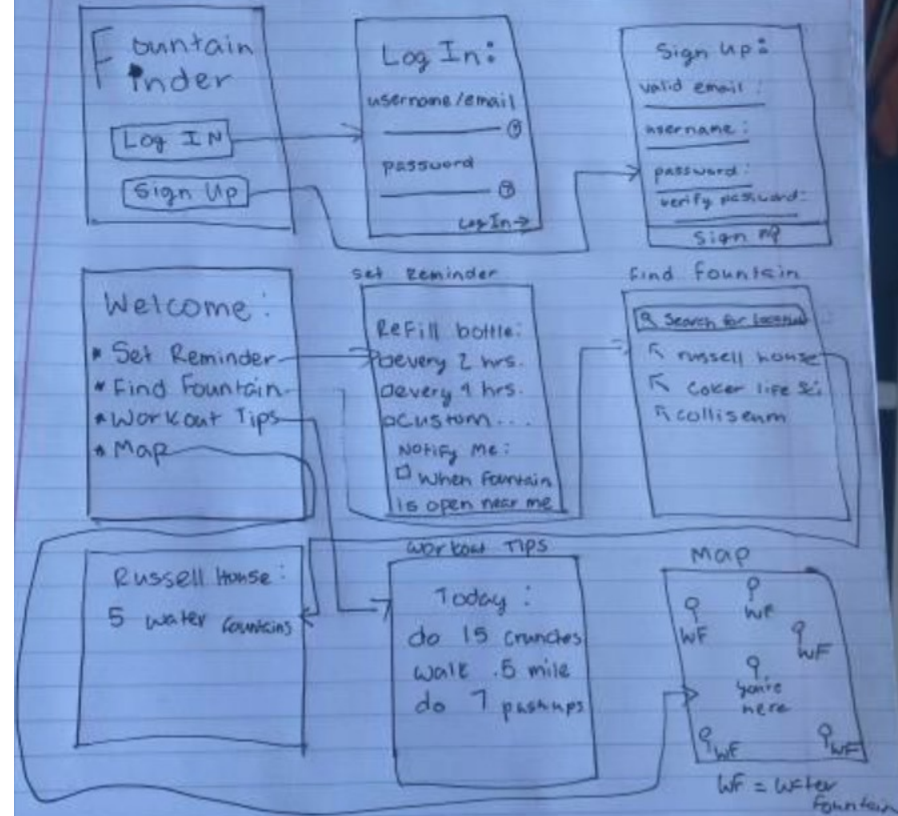 Fountain
Finder
Log IN
Sign Up
Log In:
username/email
password
Log In→
Sign Up:
valid email:
username:
password:
verify password:
Sign up
Welcome:
Set Reminder
Find Fountain
Workout Tips
Map
Set Reminder
Refill bottle:
every 2 hrs.
every 4 hrs.
custom...
Notify Me:
When Fountain
is open near me
Find fountain
Search for location
russell house
coker life sci
colliseum
Russell House:
5 water fountains
Workout Tips
Today:
do 15 crunches
walk .5 mile
do 7 pushups
Map
WF
WF
WF
you're
here
WF
WF
WF = Water
Fountain